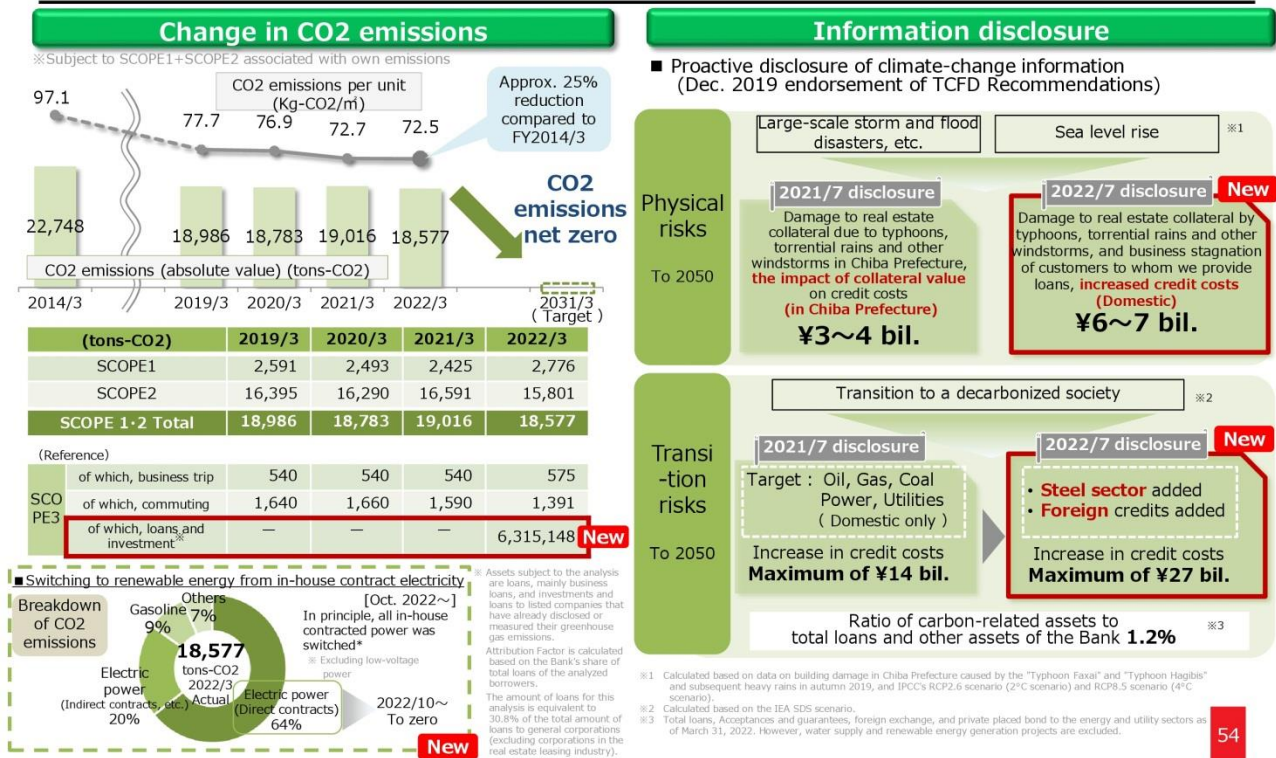 Change in CO2 emissions
※Subject to SCOPE1+SCOPE2 associated with own emissions
CO2 emissions per unit
(Kg-CO2/㎡)
97.1
77.7
76.9
72.7
72.5
Approx. 25%
reduction
compared to
FY2014/3
CO2
emissions
net zero
22,748
18,986
18,783
19,016
18,577
CO2 emissions (absolute value) (tons-CO2)
2014/3
2019/3
2020/3
2021/3
2022/3
2031/3
( Target )
(tons-CO2) 2019/3 2020/3 2021/3 2022/3
SCOPE1 2,591 2,493 2,425 2,776
SCOPE2 16,395 16,290 16,591 15,801
SCOPE 1･2 Total 18,986 18,783 19,016 18,577
(Reference)
SCO
PE3
of which, business trip 540 540 540 575
of which, commuting 1,640 1,660 1,590 1,391
of which, loans and
investment※ — — — 6,315,148
New
■Switching to renewable energy from in-house contract electricity
Breakdown
of CO2
emissions
Others
7%
Gasoline
9%
18,577
tons-CO2
2022/3
Actual
Electric
power
(Indirect contracts, etc.)
20%
Electric power
(Direct contracts)
64%
[Oct. 2022～]
In principle, all in-house
contracted power was
switched*
※ Excluding low-voltage
power
2022/10～
To zero
New
※ Assets subject to the analysis
are loans, mainly business
loans, and investments and
loans to listed companies that
have already disclosed or
measured their greenhouse
gas emissions.
Attribution Factor is calculated
based on the Bank's share of
total loans of the analyzed
borrowers.
The amount of loans for this
analysis is equivalent to
30.8% of the total amount of
loans to general corporations
(excluding corporations in the
real estate leasing industry).
Information disclosure
■ Proactive disclosure of climate-change information
(Dec. 2019 endorsement of TCFD Recommendations)
Physical
risks
To 2050
Large-scale storm and flood
disasters, etc.
Sea level rise
※1
2021/7 disclosure
Damage to real estate
collateral due to typhoons,
torrential rains and other
windstorms in Chiba Prefecture,
the impact of collateral value
on credit costs
(in Chiba Prefecture)
¥3～4 bil.
2022/7 disclosure
New
Damage to real estate collateral by
typhoons, torrential rains and other
windstorms, and business stagnation
of customers to whom we provide
loans, increased credit costs
(Domestic)
¥6～7 bil.
Transi
-tion
risks
To 2050
Transition to a decarbonized society
※2
2021/7 disclosure
Target : Oil, Gas, Coal
Power, Utilities
( Domestic only )
Increase in credit costs
Maximum of ¥14 bil.
2022/7 disclosure
New
• Steel sector added
• Foreign credits added
Increase in credit costs
Maximum of ¥27 bil.
Ratio of carbon-related assets to
total loans and other assets of the Bank 1.2%
※3
※1 Calculated based on data on building damage in Chiba Prefecture caused by the "Typhoon Faxai" and "Typhoon Hagibis"
and subsequent heavy rains in autumn 2019, and IPCC's RCP2.6 scenario (2°C scenario) and RCP8.5 scenario (4°C
scenario).
※2 Calculated based on the IEA SDS scenario.
※3 Total loans, Acceptances and guarantees, foreign exchange, and private placed bond to the energy and utility sectors as
of March 31, 2022. However, water supply and renewable energy generation projects are excluded.
54